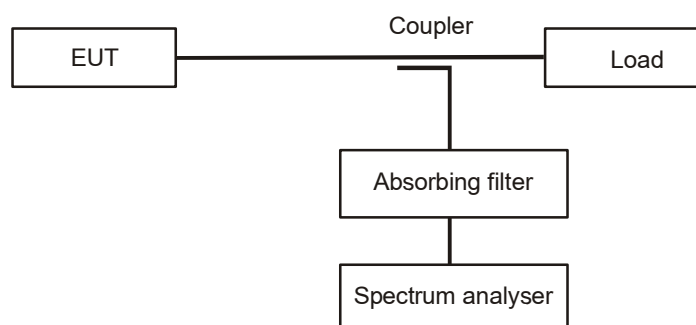 Coupler
EUT
Load
Absorbing filter
Spectrum analyser